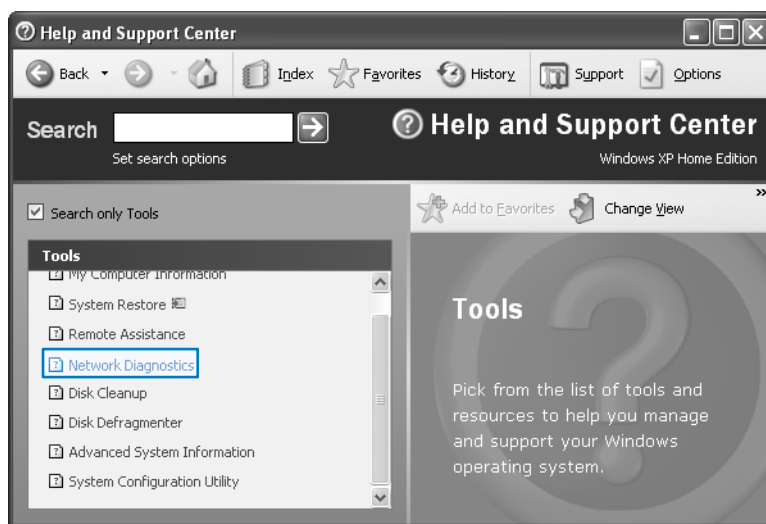 Help and Support Center
Back
Index
Favorites
History
Support
Options
Search
Set search options
Help and Support Center
Windows XP Home Edition
Search only Tools
Add to Favorites
Change View
»
Tools
My Computer Information
System Restore
Remote Assistance
Network Diagnostics
Disk Cleanup
Disk Defragmenter
Advanced System Information
System Configuration Utility
Tools
Pick from the list of tools and
resources to help you manage
and support your Windows
operating system.